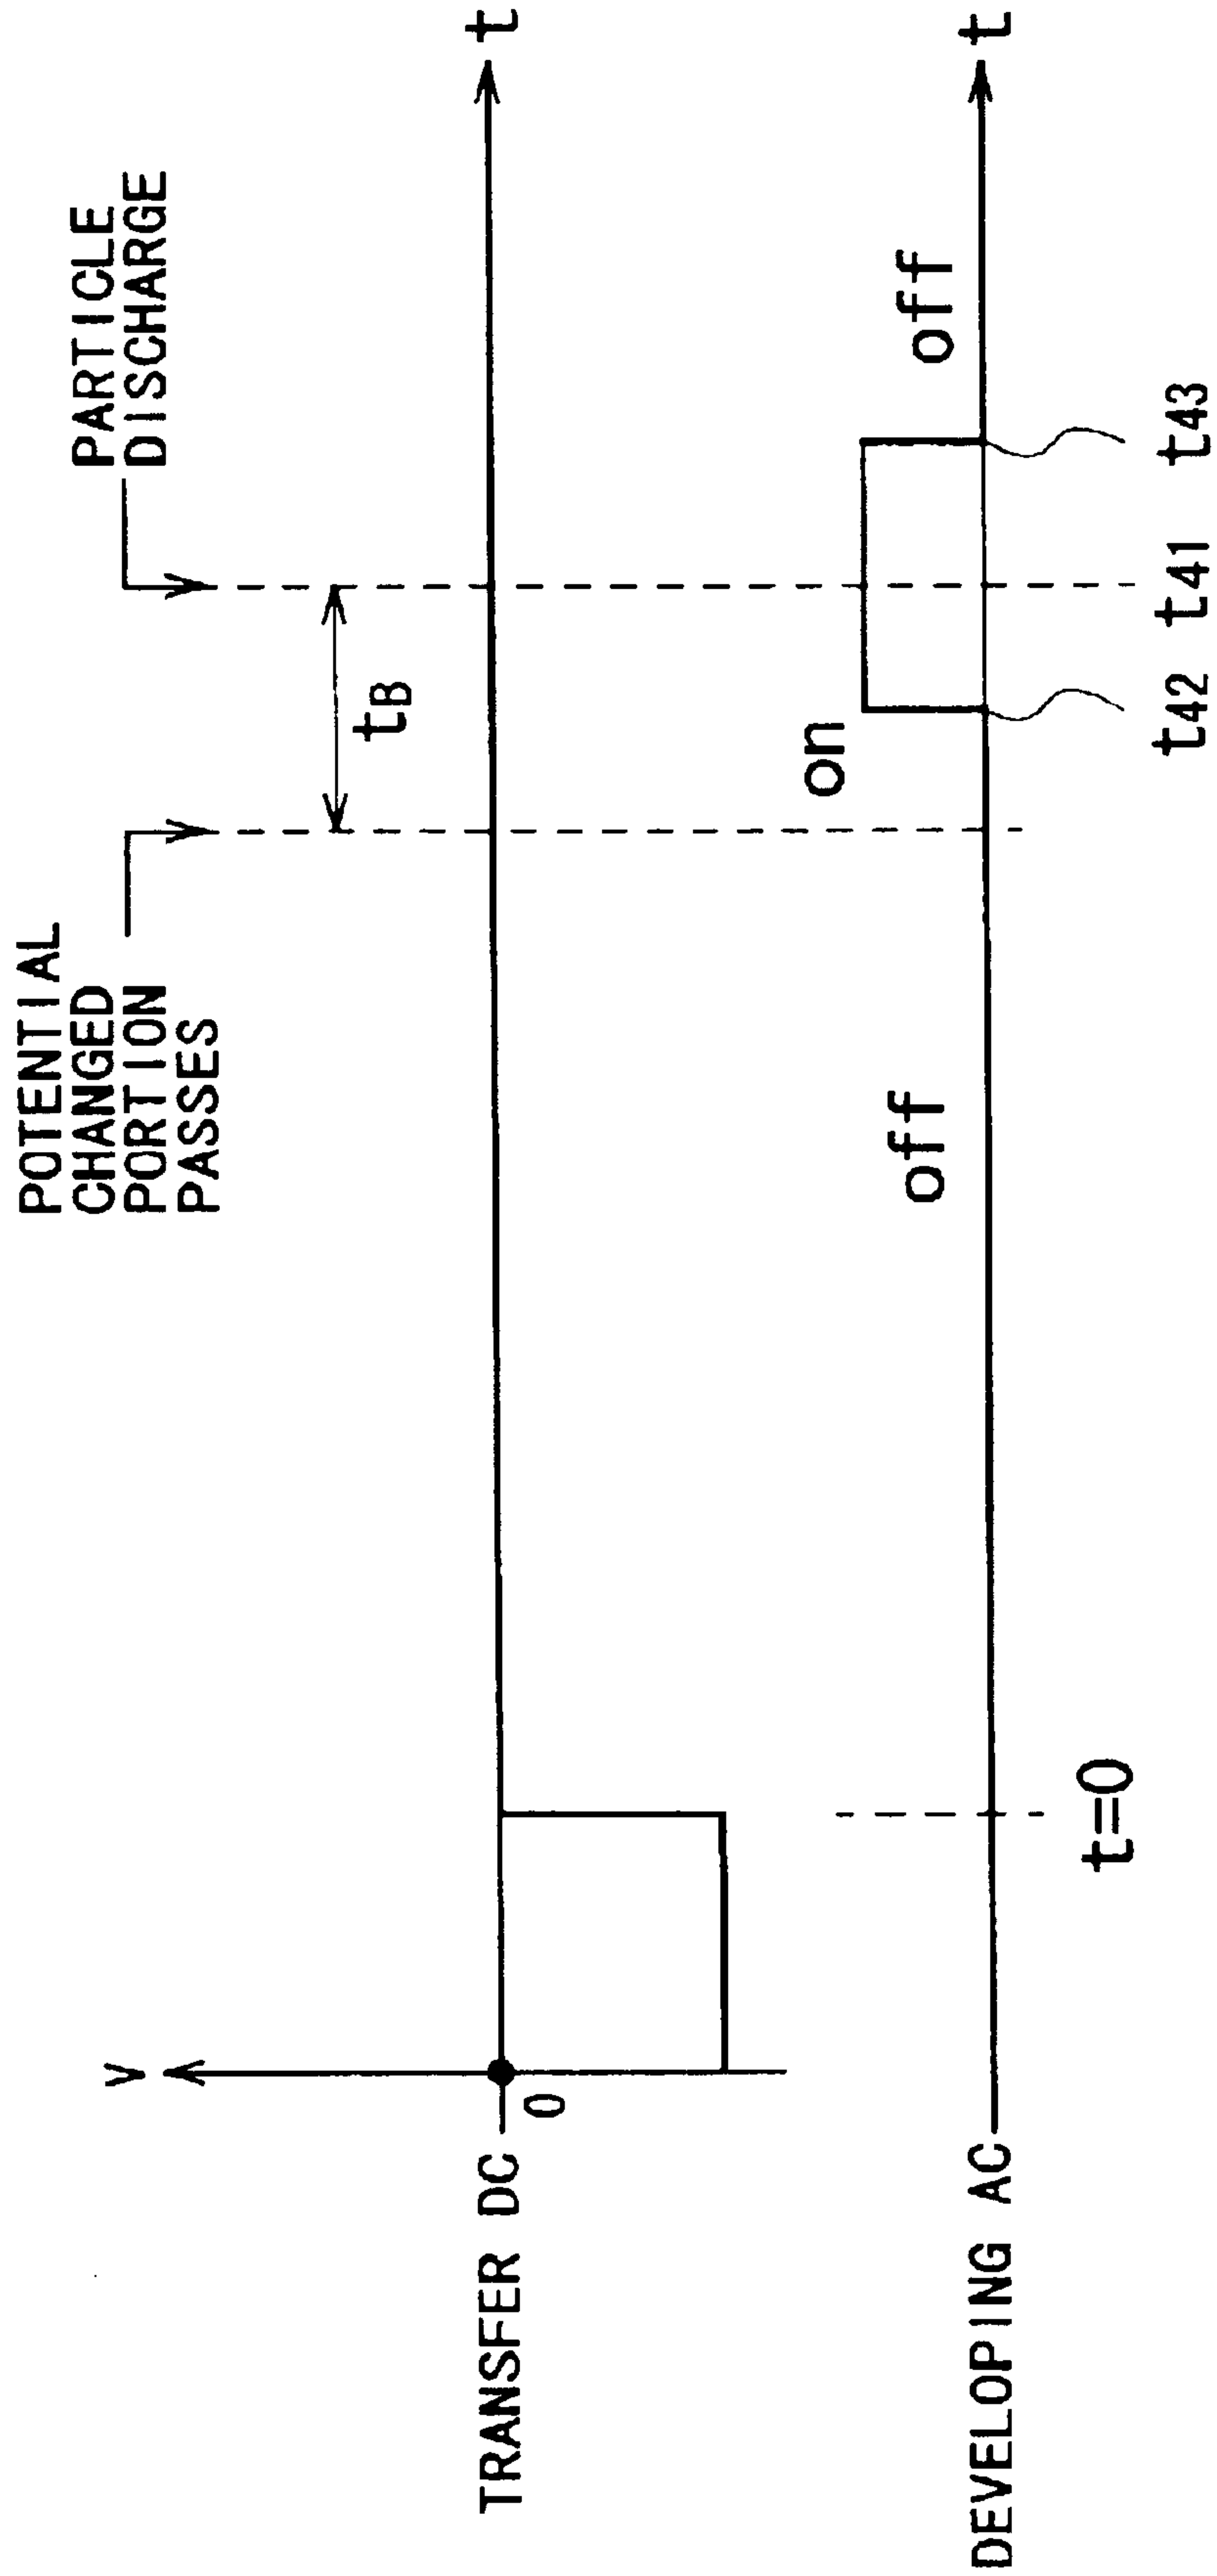 POTENTIAL
CHANGED
PORTION
PASSES
PARTICLE
DISCHARGE
tB
V
TRANSFER DC
0
t
off
on
off
DEVELOPING AC
t
t=0
t42
t41
t43